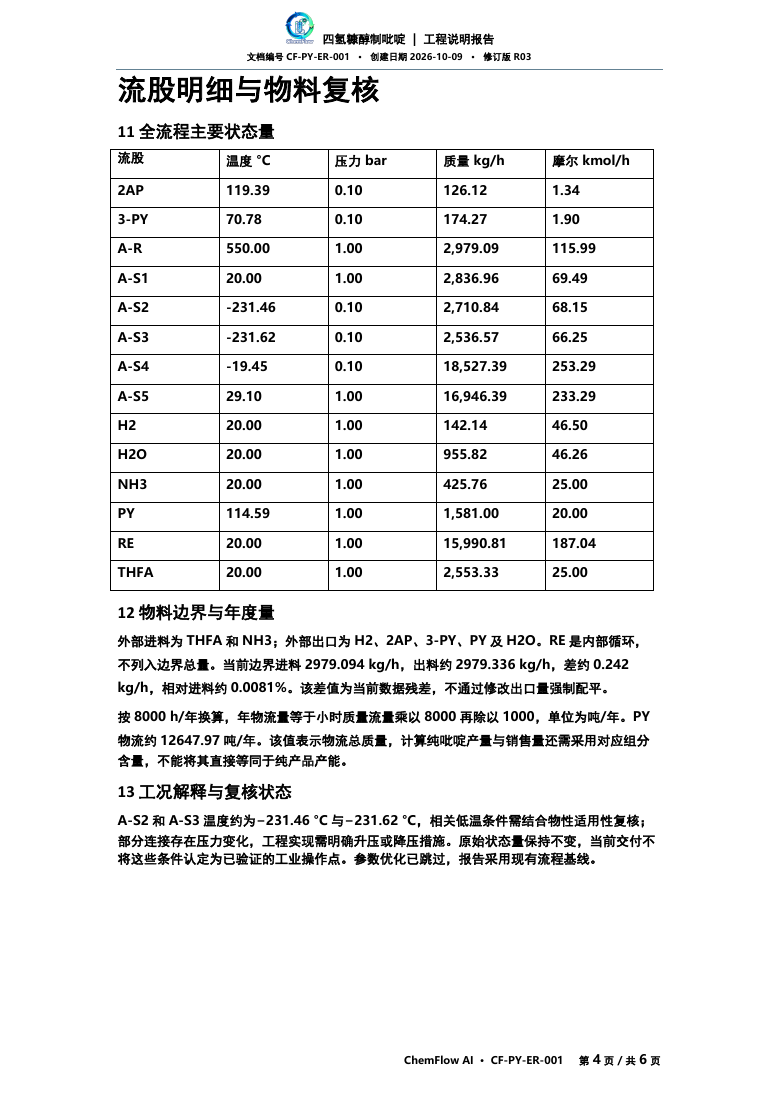 ChemFlow
四氢糠醇制吡啶 | 工程说明报告
文档编号 CF-PY-ER-001 • 创建日期 2026-10-09 • 修订版 R03
流股明细与物料复核
11 全流程主要状态量
流股 温度 °C 压力 bar 质量 kg/h 摩尔 kmol/h
2AP 119.39 0.10 126.12 1.34
3-PY 70.78 0.10 174.27 1.90
A-R 550.00 1.00 2,979.09 115.99
A-S1 20.00 1.00 2,836.96 69.49
A-S2 -231.46 0.10 2,710.84 68.15
A-S3 -231.62 0.10 2,536.57 66.25
A-S4 -19.45 0.10 18,527.39 253.29
A-S5 29.10 1.00 16,946.39 233.29
H2 20.00 1.00 142.14 46.50
H2O 20.00 1.00 955.82 46.26
NH3 20.00 1.00 425.76 25.00
PY 114.59 1.00 1,581.00 20.00
RE 20.00 1.00 15,990.81 187.04
THFA 20.00 1.00 2,553.33 25.00
12 物料边界与年度量
外部进料为 THFA 和 NH3；外部出口为 H2、2AP、3-PY、PY 及 H2O。RE 是内部循环，
不列入边界总量。当前边界进料 2979.094 kg/h，出料约 2979.336 kg/h，差约 0.242
kg/h，相对进料约 0.0081%。该差值为当前数据残差，不通过修改出口量强制配平。
按 8000 h/年换算，年物流量等于小时质量流量乘以 8000 再除以 1000，单位为吨/年。PY
物流约 12647.97 吨/年。该值表示物流总质量，计算纯吡啶产量与销售量还需采用对应组分
含量，不能将其直接等同于纯产品产能。
13 工况解释与复核状态
A-S2 和 A-S3 温度约为−231.46 °C 与−231.62 °C，相关低温条件需结合物性适用性复核；
部分连接存在压力变化，工程实现需明确升压或降压措施。原始状态量保持不变，当前交付不
将这些条件认定为已验证的工业操作点。参数优化已跳过，报告采用现有流程基线。
ChemFlow AI • CF-PY-ER-001 第 4 页 / 共 6 页